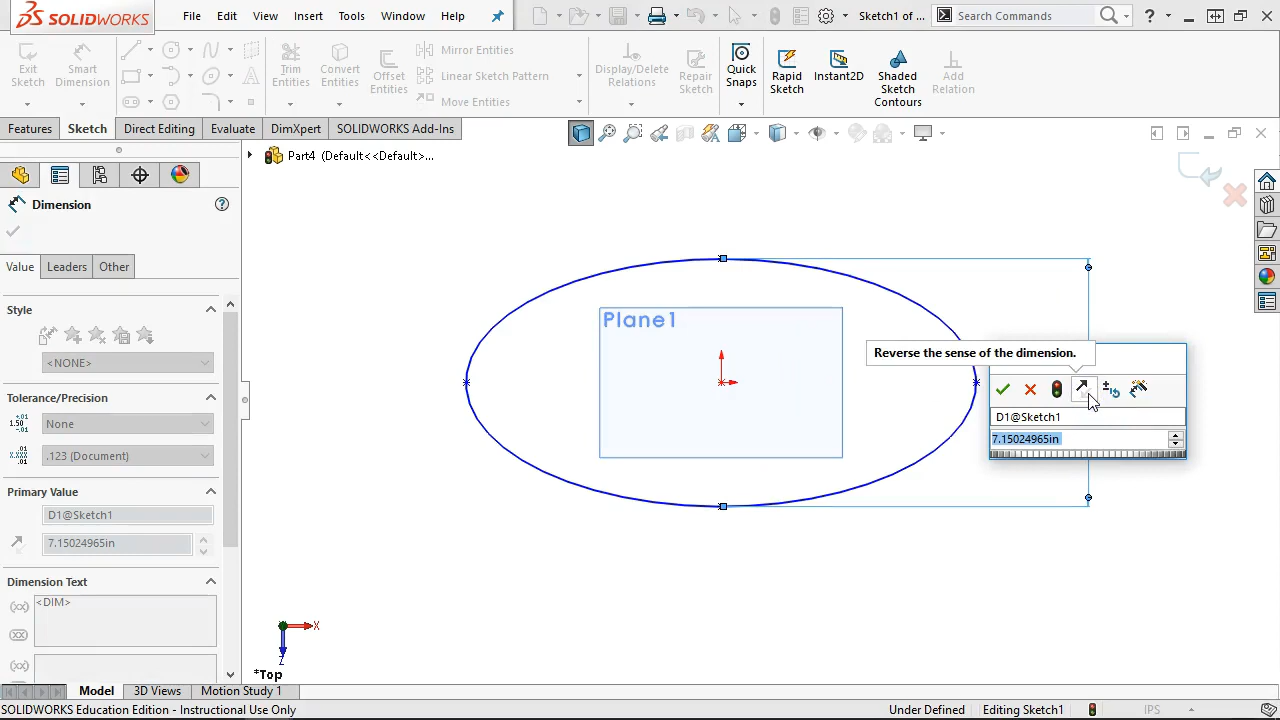 SOLIDWORKS
File Edit View Insert Tools Window Help
Sketch1 of ...
Search Commands
?
Exit Sketch
Smart Dimension
Trim Entities
Convert Entities
Offset Entities
Mirror Entities
Linear Sketch Pattern
Move Entities
Display/Delete Relations
Repair Sketch
Quick Snaps
Rapid Sketch
Instant2D
Shaded Sketch Contours
Add Relation
Features Sketch Direct Editing Evaluate DimXpert SOLIDWORKS Add-Ins
Part4 (Default<<Default>...
Dimension
?
Value Leaders Other
Style
<NONE>
Tolerance/Precision
None
.123 (Document)
Primary Value
D1@Sketch1
7.15024965in
Dimension Text
<DIM>
Plane1
Reverse the sense of the dimension.
D1@Sketch1
7.15024965in
X
Z
*Top
Model 3D Views Motion Study 1
SOLIDWORKS Education Edition - Instructional Use Only
Under Defined Editing Sketch1 IPS